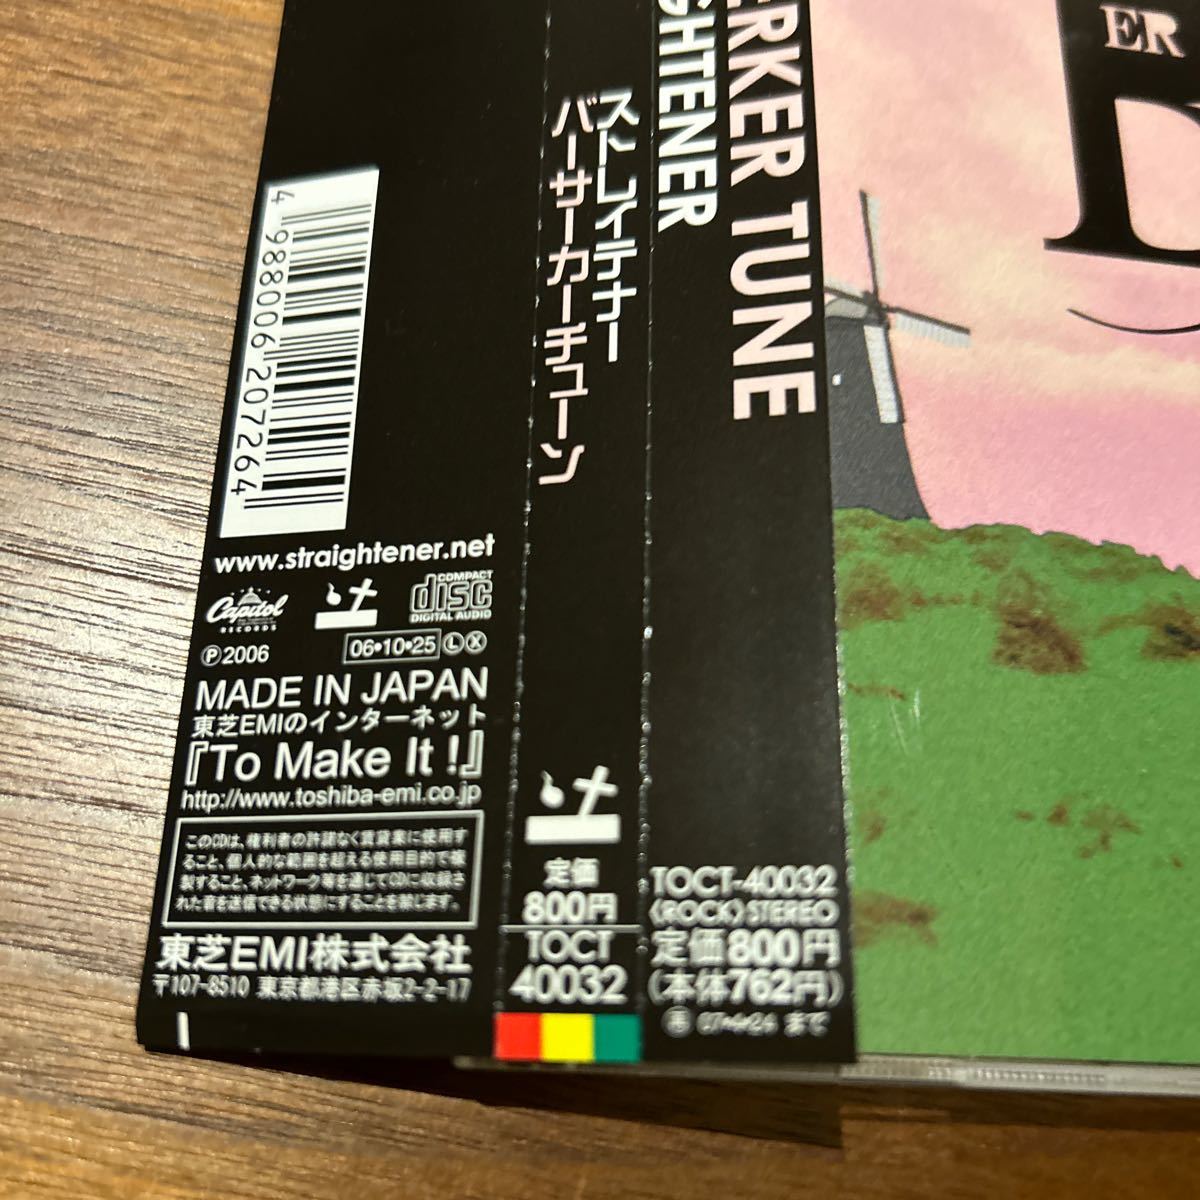 4 988006 207264
www.straightener.net
Capitol
RECORDS
COMPACT
disc
DIGITAL AUDIO
Ⓟ2006
06•10•25ⓁⓍ
MADE IN JAPAN
東芝EMIのインターネット
『To Make It !』
http://www.toshiba-emi.co.jp
このCDは、権利者の許諾なく賃貸業に使用す
ること、個人的な範囲を超える使用目的で複
製すること、ネットワーク等を通じてCDに収録さ
れた音を送信できる状態にすることを禁じます。
東芝EMI株式会社
〒107-8510 東京都港区赤坂2-2-17
ストレイテナー
バーサーカーチューン
定価
800円
TOCT
40032
ERKER TUNE
GHTENER
TOCT-40032
〈ROCK〉STEREO
定価800円
(本体762円)
07•4•24 まで
ER